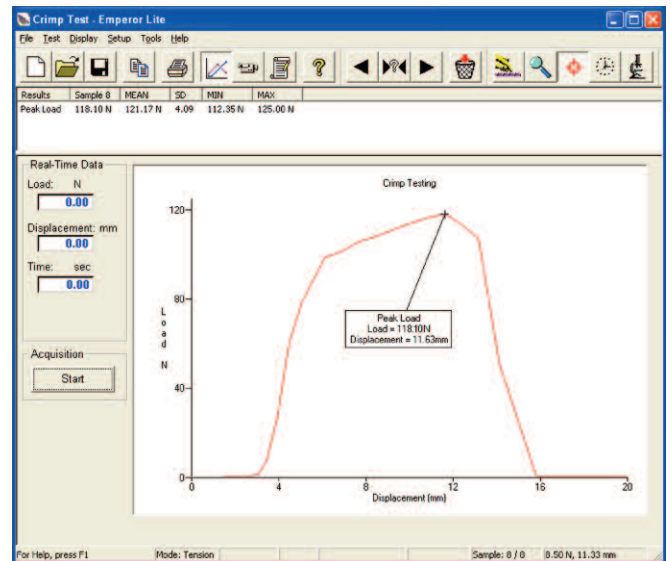 Crimp Test - Emperor Lite
File Test Display Setup Tools Help
Results Sample 8 MEAN SD MIN MAX
Peak Load 118.10 N 121.17 N 4.09 112.35 N 125.00 N
Real-Time Data
Load: N
0.00
Displacement: mm
0.00
Time: sec
0.00
Acquisition
Start
Crimp Testing
120
80
40
0
Load N
Peak Load
Load = 118.10N
Displacement = 11.63mm
0 4 8 12 16 20
Displacement (mm)
For Help, press F1 Mode: Tension Sample: 8 / 8 8.50 N, 11.33 mm